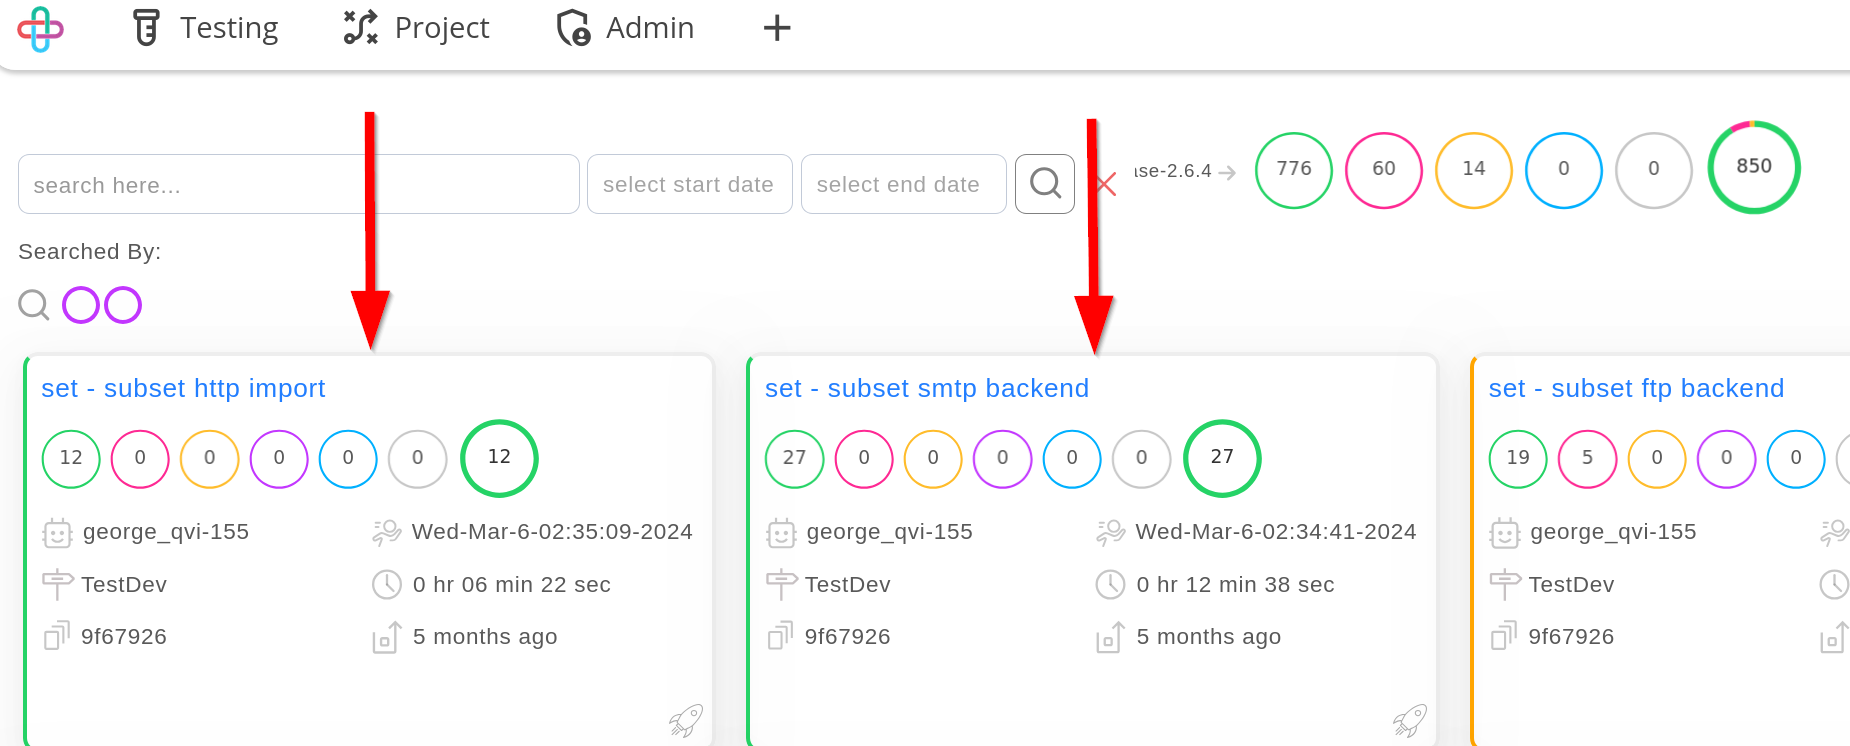 Testing Project Admin +
search here... select start date select end date
ase-2.6.4 776 60 14 0 0 850
Searched By:
set - subset http import
12 0 0 0 0 0 12
george_qvi-155 Wed-Mar-6-02:35:09-2024
TestDev 0 hr 06 min 22 sec
9f67926 5 months ago
set - subset smtp backend
27 0 0 0 0 0 27
george_qvi-155 Wed-Mar-6-02:34:41-2024
TestDev 0 hr 12 min 38 sec
9f67926 5 months ago
set - subset ftp backend
19 5 0 0 0
george_qvi-155
TestDev
9f67926